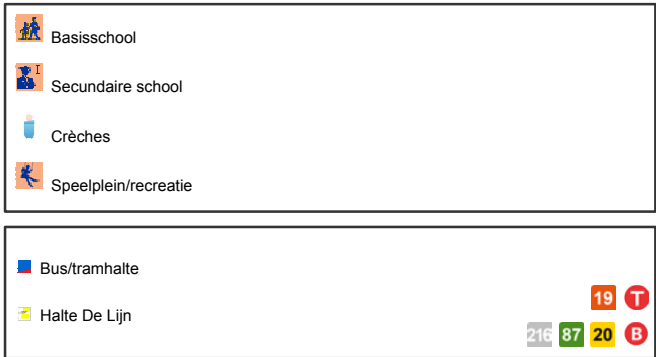 Basisschool
Secundaire school
Crèches
Speelplein/recreatie
Bus/tramhalte
19 T
Halte De Lijn
216 87 20 B